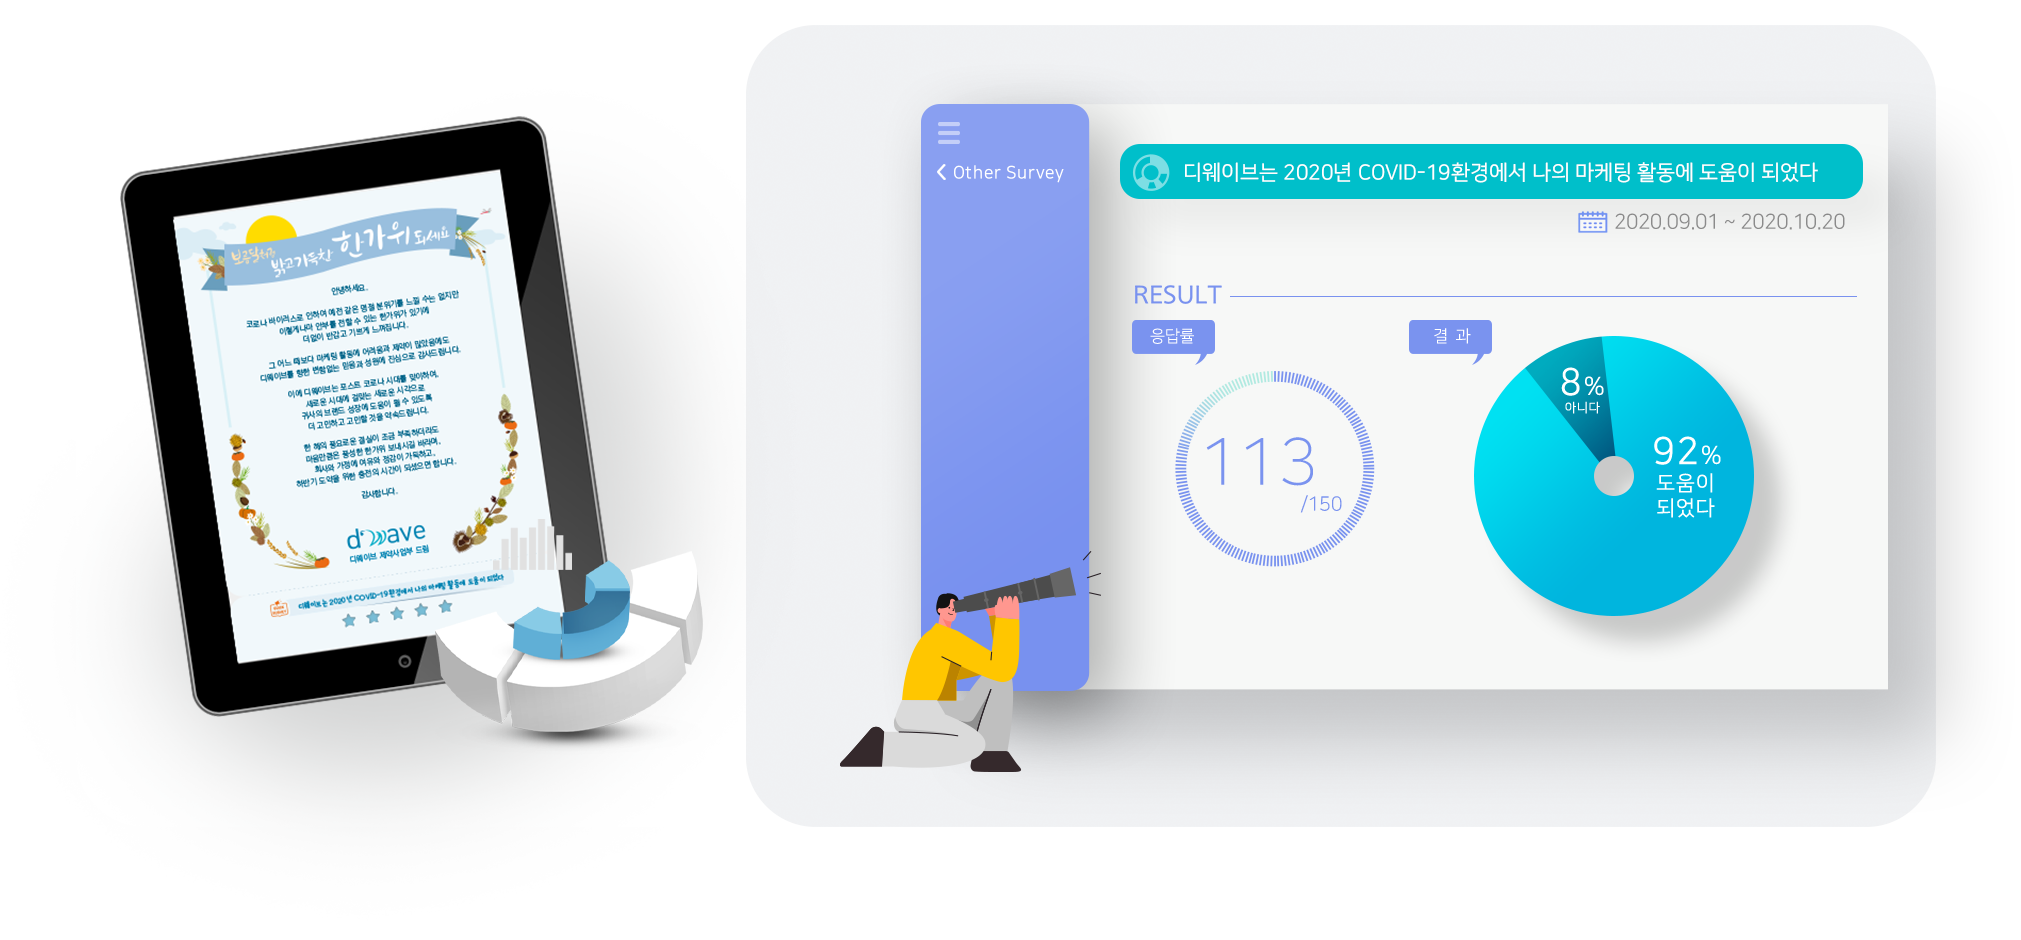 보름달처럼
밝고 가득찬 한가위 되세요
안녕하세요.
코로나 바이러스로 인하여 예전 같은 명절 분위기를 느낄 수는 없지만
이렇게나마 안부를 전할 수 있는 한가위가 있기에
더없이 반갑고 기쁘게 느껴집니다.
그 어느 때보다 마케팅 활동에 어려움과 제약이 많았음에도
디웨이브를 향한 변함없는 믿음과 성원에 진심으로 감사드립니다.
이에 디웨이브는 포스트 코로나 시대를 맞이하여,
새로운 시대에 걸맞는 새로운 시각으로
귀사의 브랜드 성장에 도움이 될 수 있도록
더 고민하고 고민할 것을 약속드립니다.
한 해의 풍요로운 결실이 조금 부족하더라도
마음만큼은 풍성한 한가위 보내시길 바라며,
회사와 가정에 여유와 정감이 가득하고,
하반기 도약을 위한 충전의 시간이 되셨으면 합니다.
감사합니다.
d'wave
디웨이브 제약사업부 드림
디웨이브는 2020년 COVID-19환경에서 나의 마케팅 활동에 도움이 되었다
Other Survey
디웨이브는 2020년 COVID-19환경에서 나의 마케팅 활동에 도움이 되었다
2020.09.01 ~ 2020.10.20
RESULT
응답률
113
/150
결 과
8%
아니다
92%
도움이
되었다